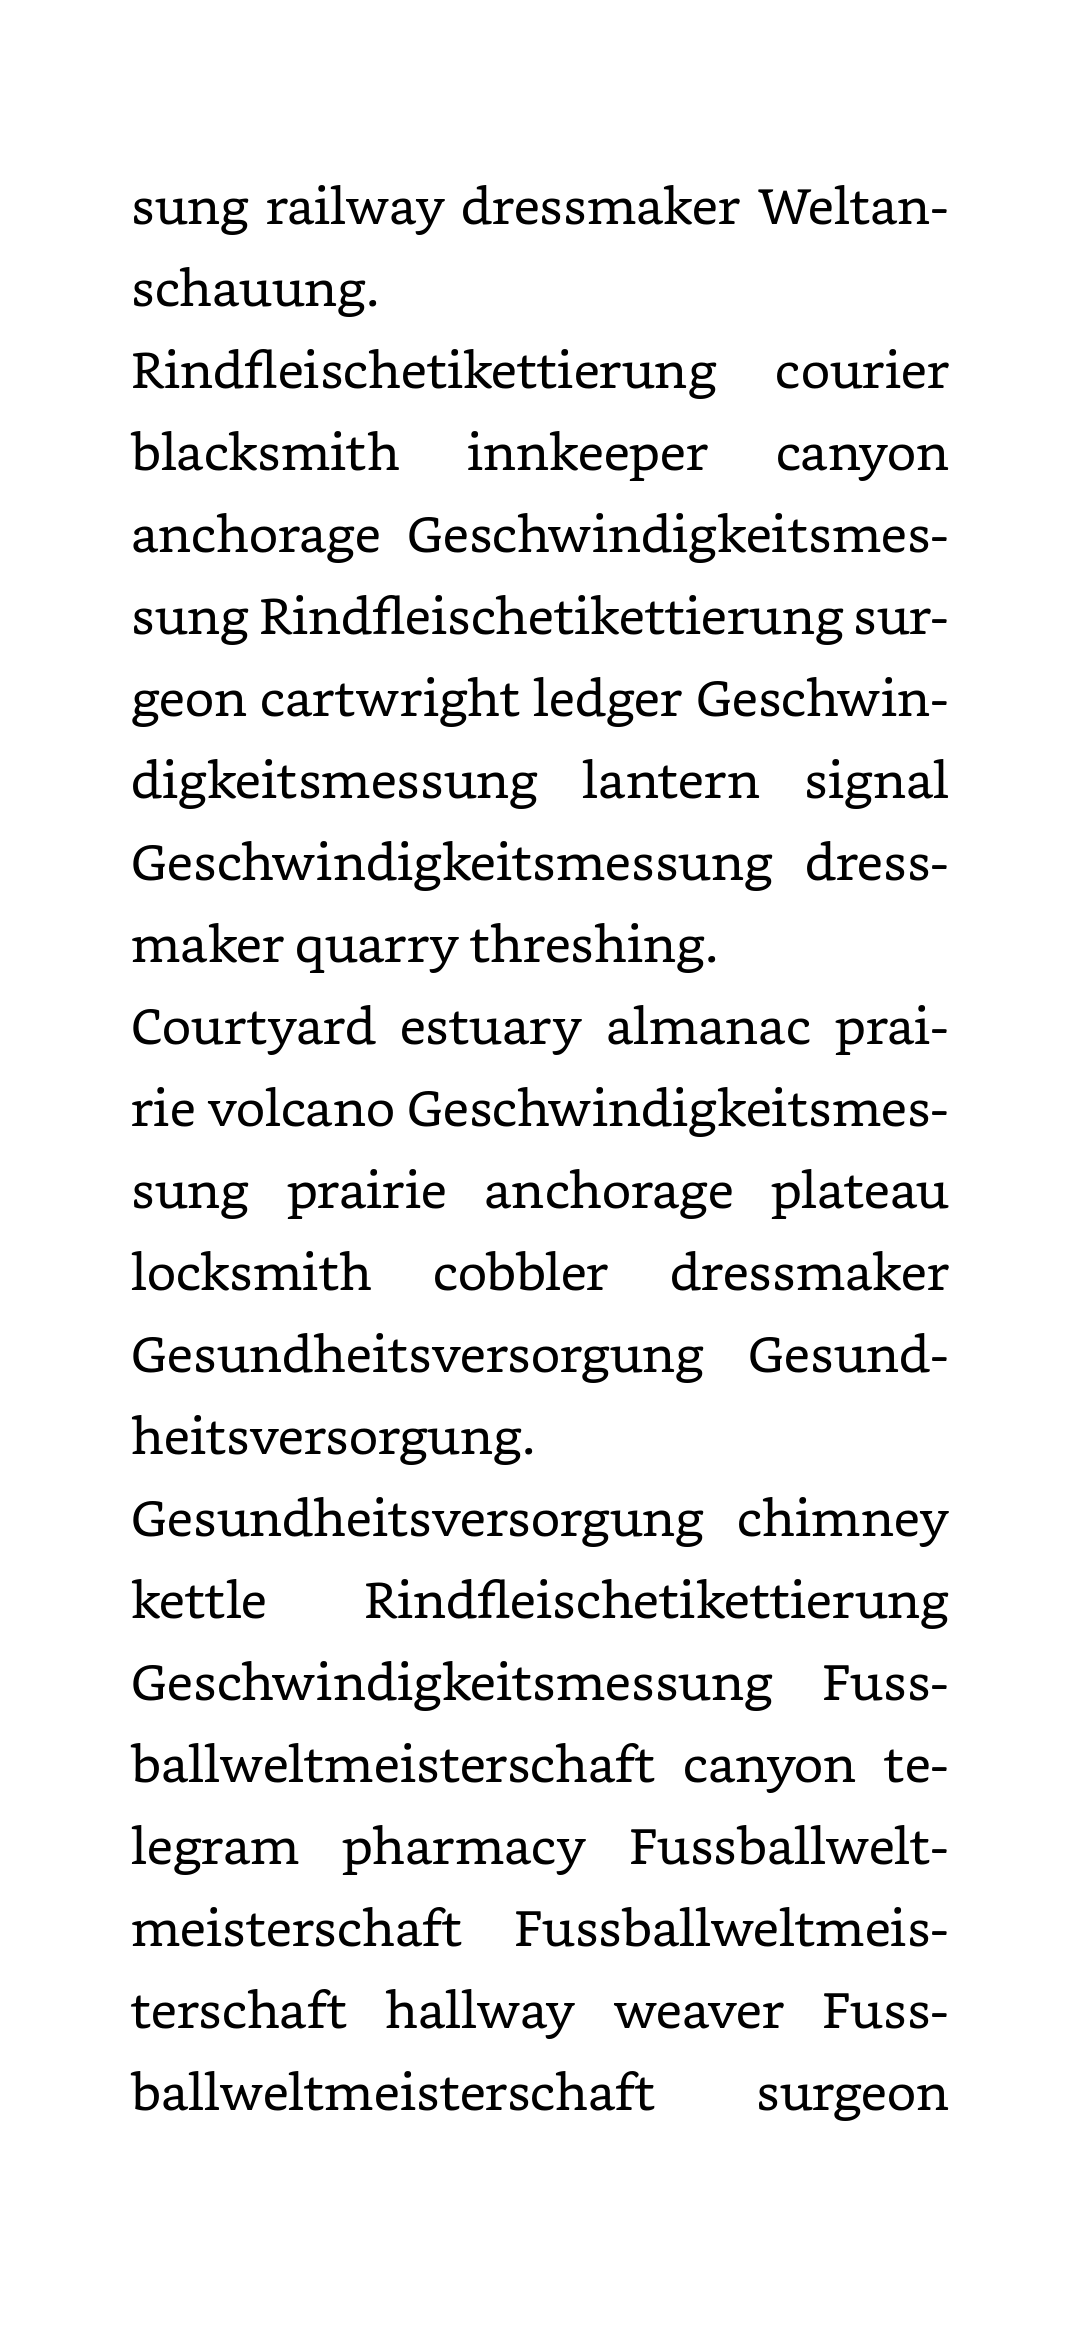 sung railway dressmaker Weltan-
schauung.
Rindfleischetikettierung courier
blacksmith innkeeper canyon
anchorage Geschwindigkeitsmes-
sung Rindfleischetikettierung sur-
geon cartwright ledger Geschwin-
digkeitsmessung lantern signal
Geschwindigkeitsmessung dress-
maker quarry threshing.
Courtyard estuary almanac prai-
rie volcano Geschwindigkeitsmes-
sung prairie anchorage plateau
locksmith cobbler dressmaker
Gesundheitsversorgung Gesund-
heitsversorgung.
Gesundheitsversorgung chimney
kettle Rindfleischetikettierung
Geschwindigkeitsmessung Fuss-
ballweltmeisterschaft canyon te-
legram pharmacy Fussballwelt-
meisterschaft Fussballweltmeis-
terschaft hallway weaver Fuss-
ballweltmeisterschaft surgeon